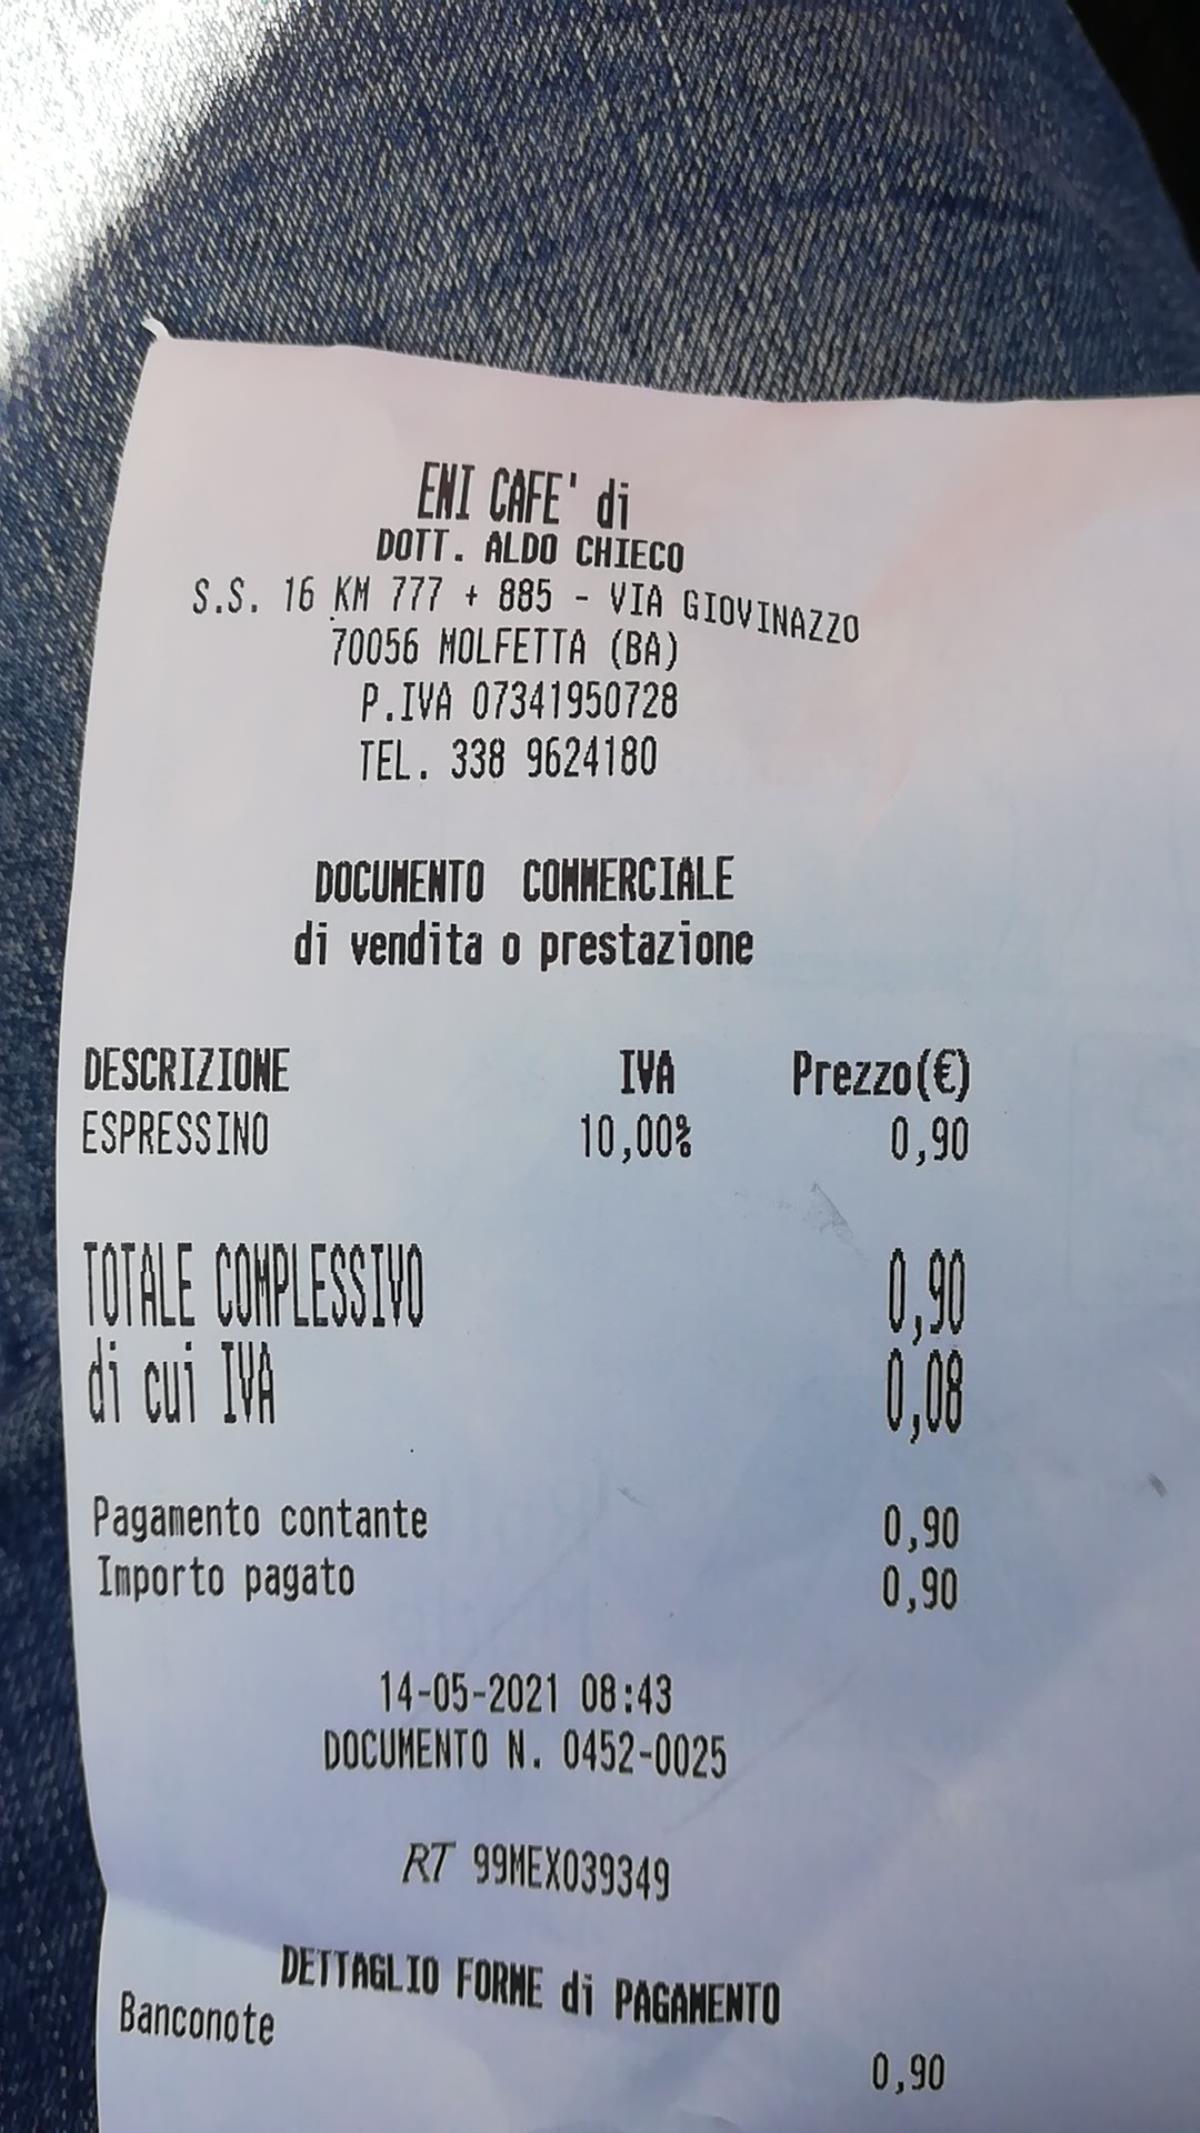 ENI CAFE' di
DOTT. ALDO CHIECO
S.S. 16 KM 777 + 885 - VIA GIOVINAZZO
70056 MOLFETTA (BA)
P.IVA 07341950728
TEL. 338 9624180
DOCUMENTO COMMERCIALE
di vendita o prestazione
DESCRIZIONE IVA Prezzo(€)
ESPRESSINO 10,00% 0,90
TOTALE COMPLESSIVO 0,90
di cui IVA 0,08
Pagamento contante 0,90
Importo pagato 0,90
14-05-2021 08:43
DOCUMENTO N. 0452-0025
RT 99MEX039349
DETTAGLIO FORME di PAGAMENTO
Banconote 0,90